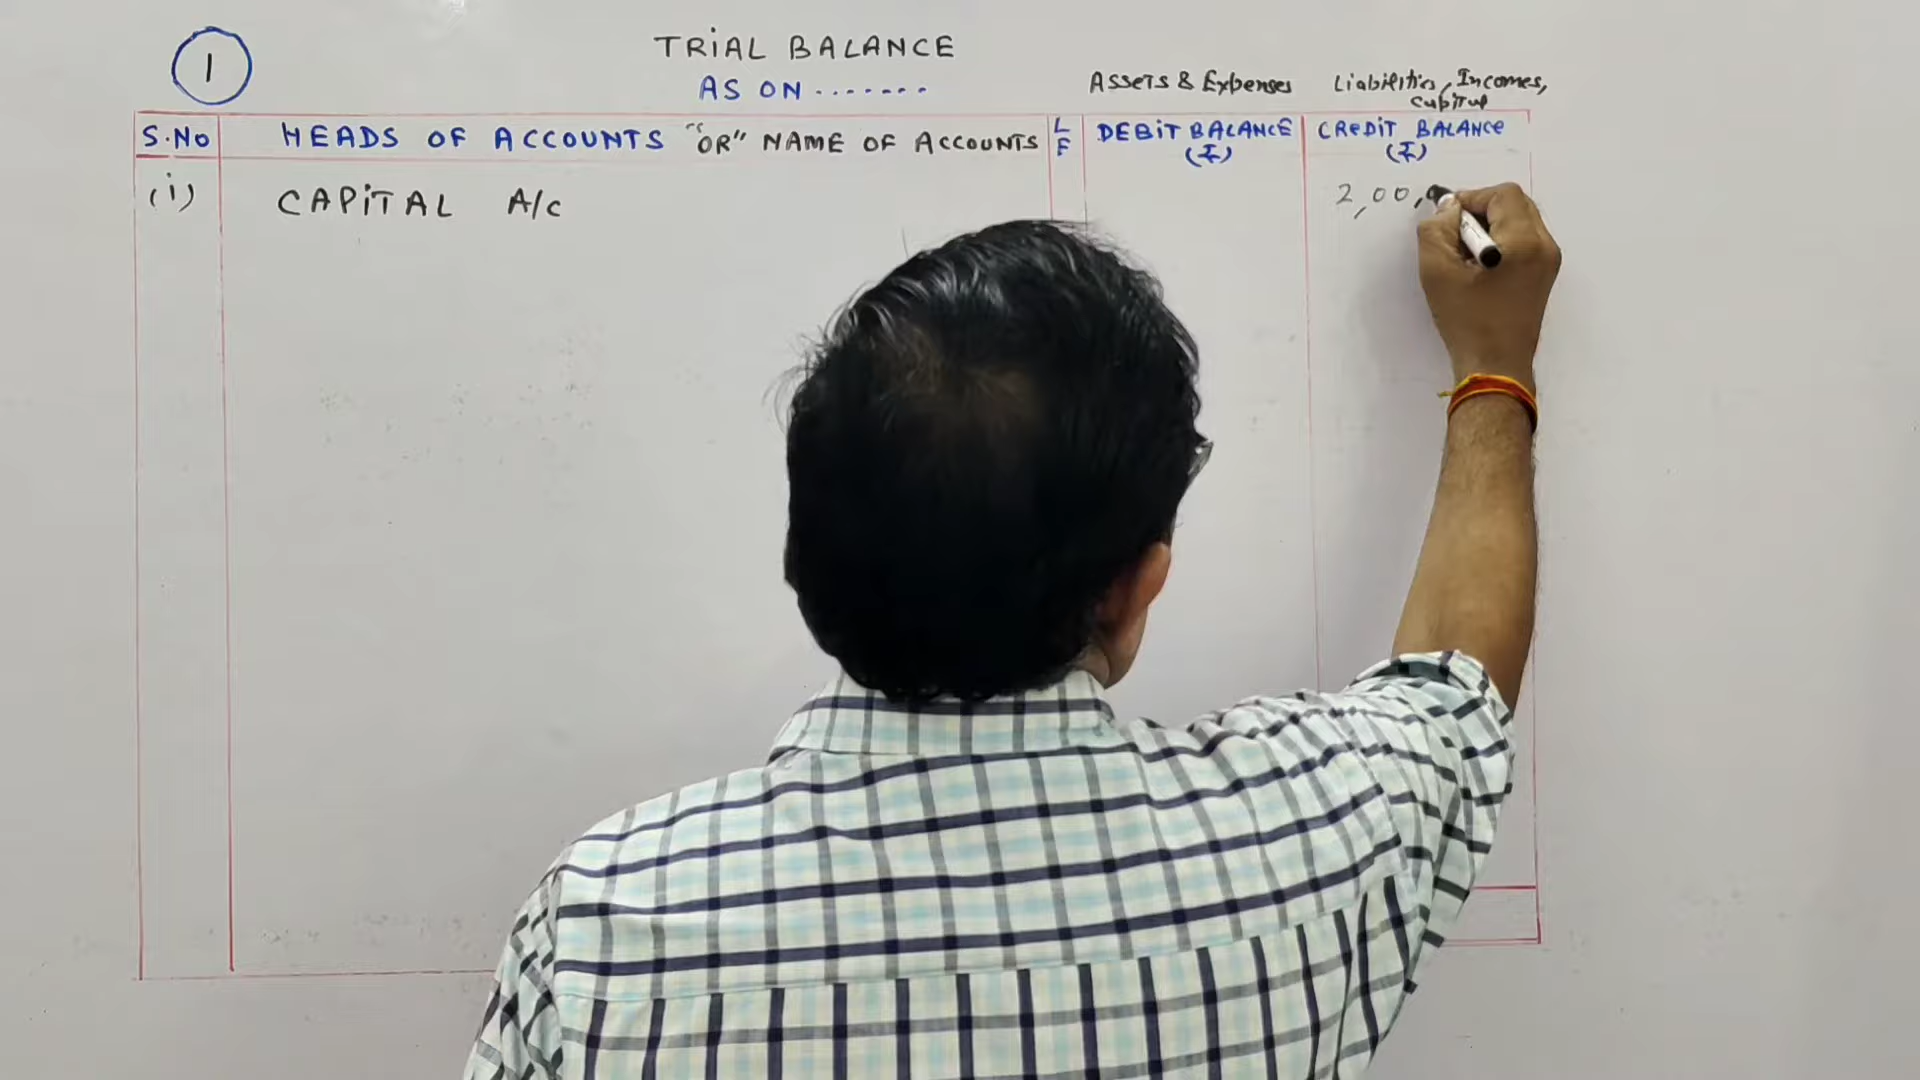 1
TRiAL BALANCE
AS ON .......
Assets & Expenses
Liabilities, Incomes,
Capital
S.No
HEADS OF ACCOUNTS "OR" NAME OF ACCOUNTS
L
F
DEBiT BALANCE
(₹)
CREDiT BALANCE
(₹)
(i)
CAPiTAL A/c
2,00,0